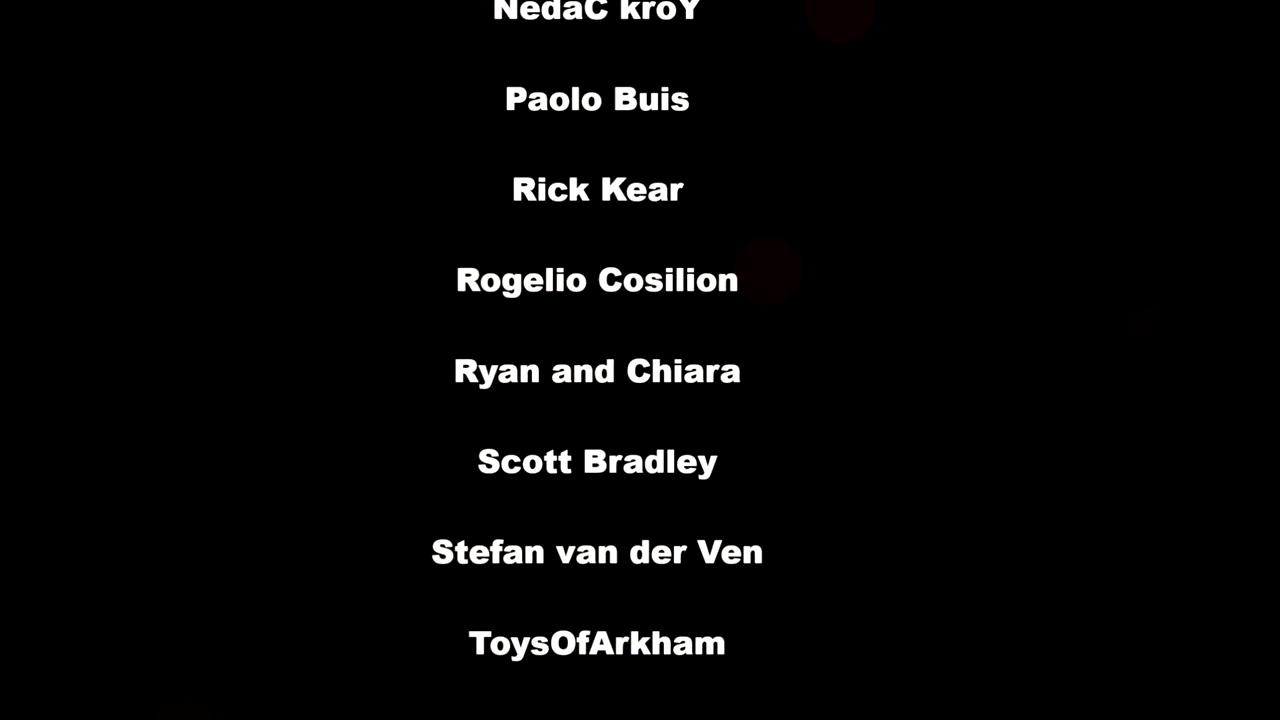 NedaC kroY
Paolo Buis
Rick Kear
Rogelio Cosilion
Ryan and Chiara
Scott Bradley
Stefan van der Ven
ToysOfArkham